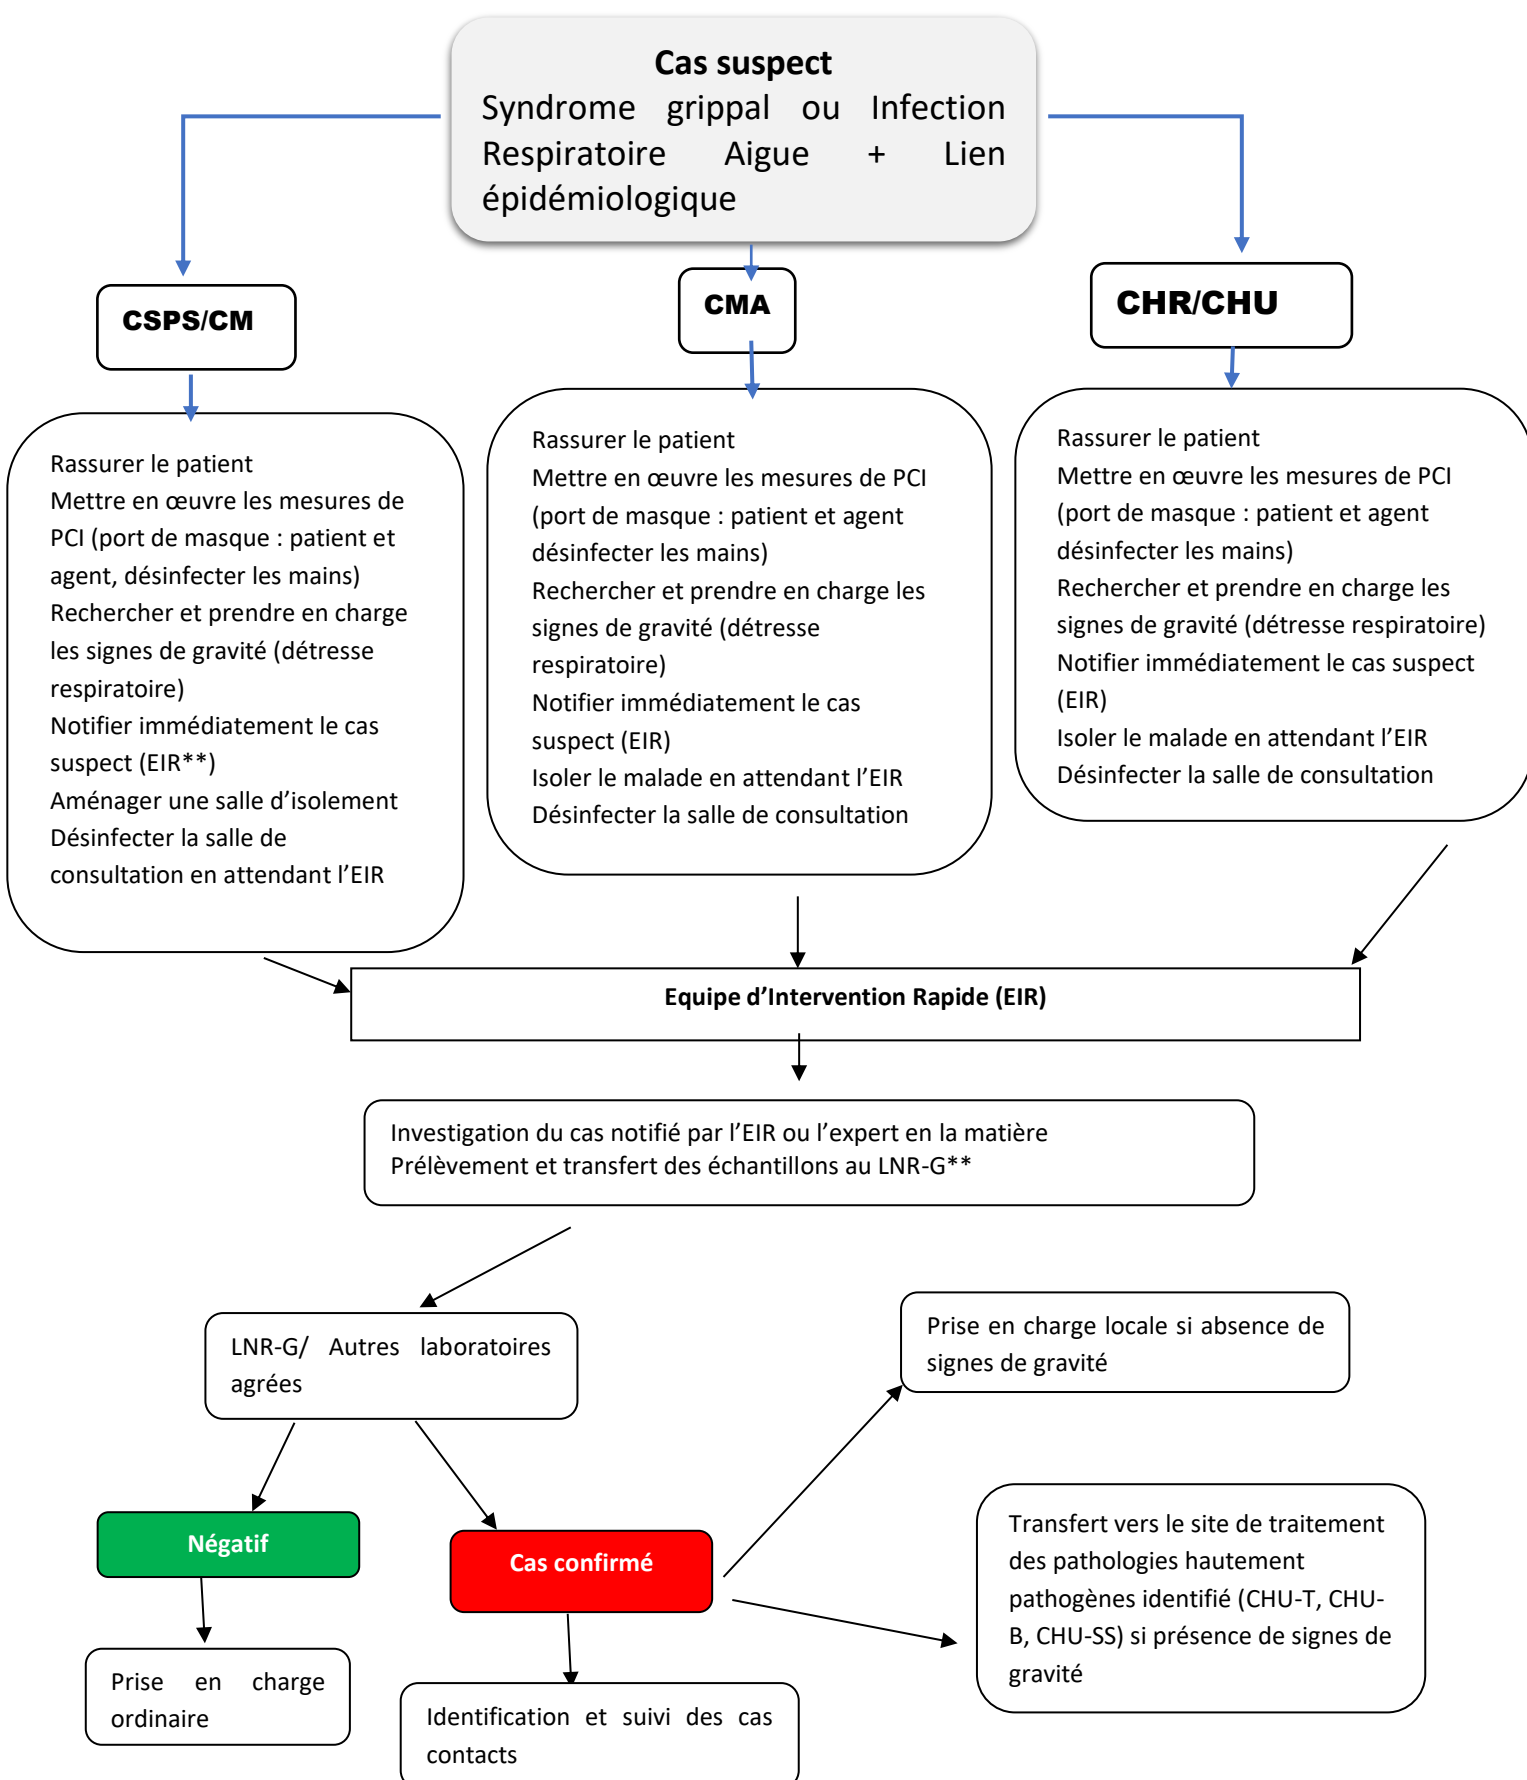 Cas suspect
Syndrome grippal ou Infection
Respiratoire Aigue + Lien
épidémiologique
CSPS/CM
CMA
CHR/CHU
Rassurer le patient
Mettre en œuvre les mesures de
PCI (port de masque : patient et
agent, désinfecter les mains)
Rechercher et prendre en charge
les signes de gravité (détresse
respiratoire)
Notifier immédiatement le cas
suspect (EIR**)
Aménager une salle d’isolement
Désinfecter la salle de
consultation en attendant l’EIR
Rassurer le patient
Mettre en œuvre les mesures de PCI
(port de masque : patient et agent
désinfecter les mains)
Rechercher et prendre en charge les
signes de gravité (détresse
respiratoire)
Notifier immédiatement le cas
suspect (EIR)
Isoler le malade en attendant l’EIR
Désinfecter la salle de consultation
Rassurer le patient
Mettre en œuvre les mesures de PCI
(port de masque : patient et agent
désinfecter les mains)
Rechercher et prendre en charge les
signes de gravité (détresse respiratoire)
Notifier immédiatement le cas suspect
(EIR)
Isoler le malade en attendant l’EIR
Désinfecter la salle de consultation
Equipe d’Intervention Rapide (EIR)
Investigation du cas notifié par l’EIR ou l’expert en la matière
Prélèvement et transfert des échantillons au LNR-G**
LNR-G/ Autres laboratoires
agrées
Prise en charge locale si absence de
signes de gravité
Négatif
Cas confirmé
Transfert vers le site de traitement
des pathologies hautement
pathogènes identifié (CHU-T, CHU-
B, CHU-SS) si présence de signes de
gravité
Prise en charge
ordinaire
Identification et suivi des cas
contacts